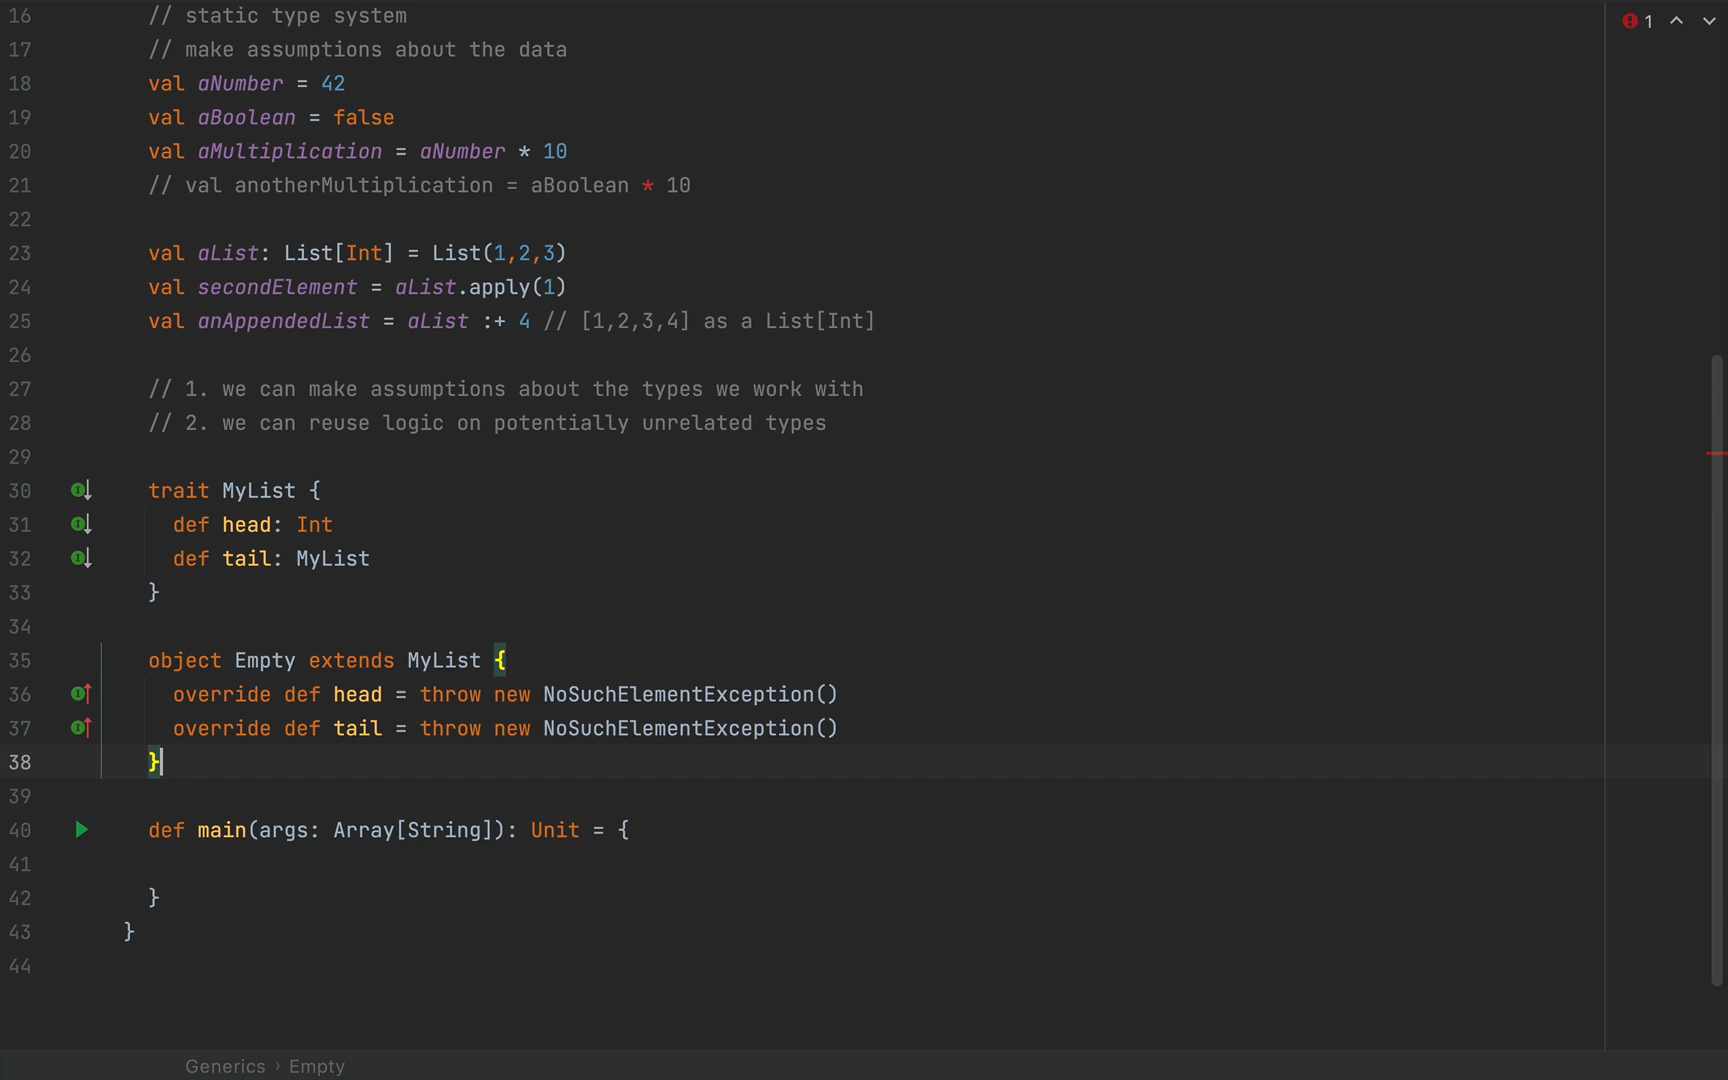 16 // static type system
17 // make assumptions about the data
18 val aNumber = 42
19 val aBoolean = false
20 val aMultiplication = aNumber * 10
21 // val anotherMultiplication = aBoolean * 10
22
23 val aList: List[Int] = List(1,2,3)
24 val secondElement = aList.apply(1)
25 val anAppendedList = aList :+ 4 // [1,2,3,4] as a List[Int]
26
27 // 1. we can make assumptions about the types we work with
28 // 2. we can reuse logic on potentially unrelated types
29
30 trait MyList {
31 def head: Int
32 def tail: MyList
33 }
34
35 object Empty extends MyList {
36 override def head = throw new NoSuchElementException()
37 override def tail = throw new NoSuchElementException()
38 }
39
40 def main(args: Array[String]): Unit = {
41
42 }
43 }
44
1
Generics › Empty